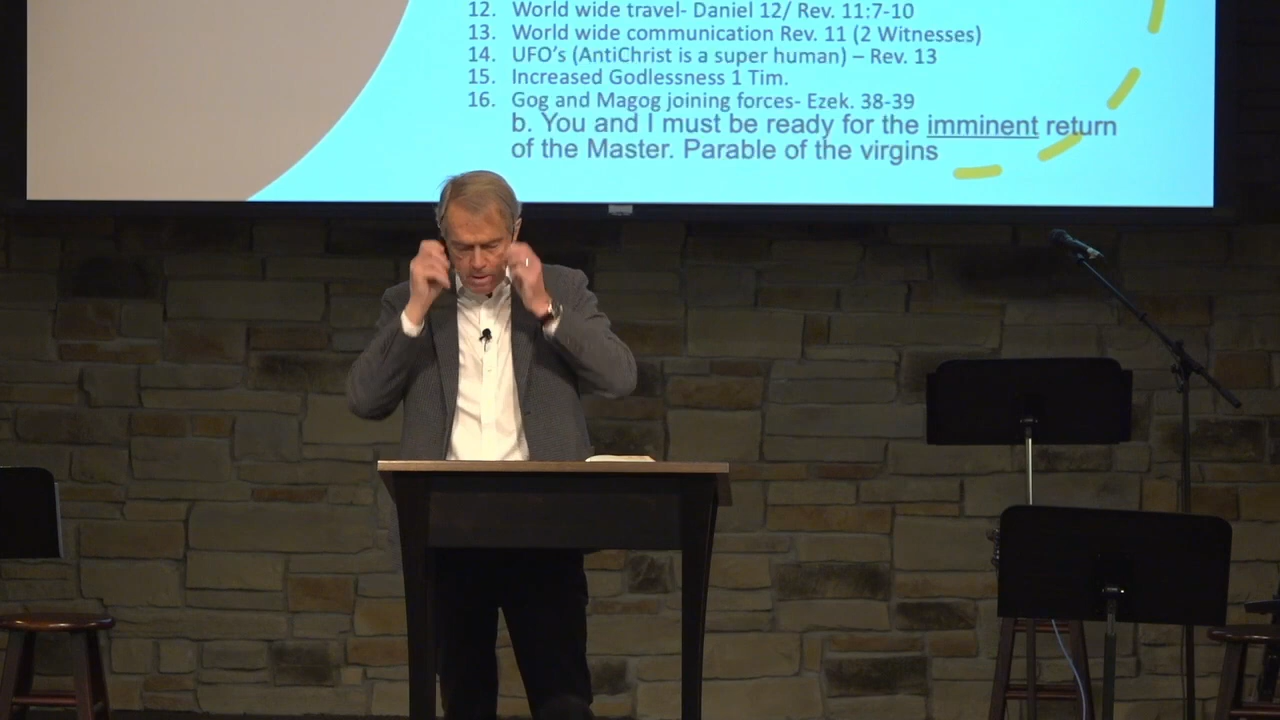 12. World wide travel- Daniel 12/ Rev. 11:7-10
13. World wide communication Rev. 11 (2 Witnesses)
14. UFO's (AntiChrist is a super human) – Rev. 13
15. Increased Godlessness 1 Tim.
16. Gog and Magog joining forces- Ezek. 38-39
b. You and I must be ready for the imminent return
of the Master. Parable of the virgins